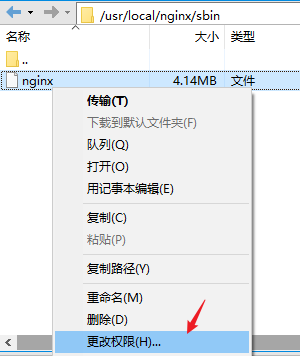 /usr/local/nginx/sbin
名称 大小 类型
..
nginx 4.14MB 文件
传输(T)
下载到默认文件夹(F)
队列(Q)
打开(O)
用记事本编辑(E)
复制(C)
粘贴(P)
复制路径(Y)
重命名(M)
删除(D)
更改权限(H)...